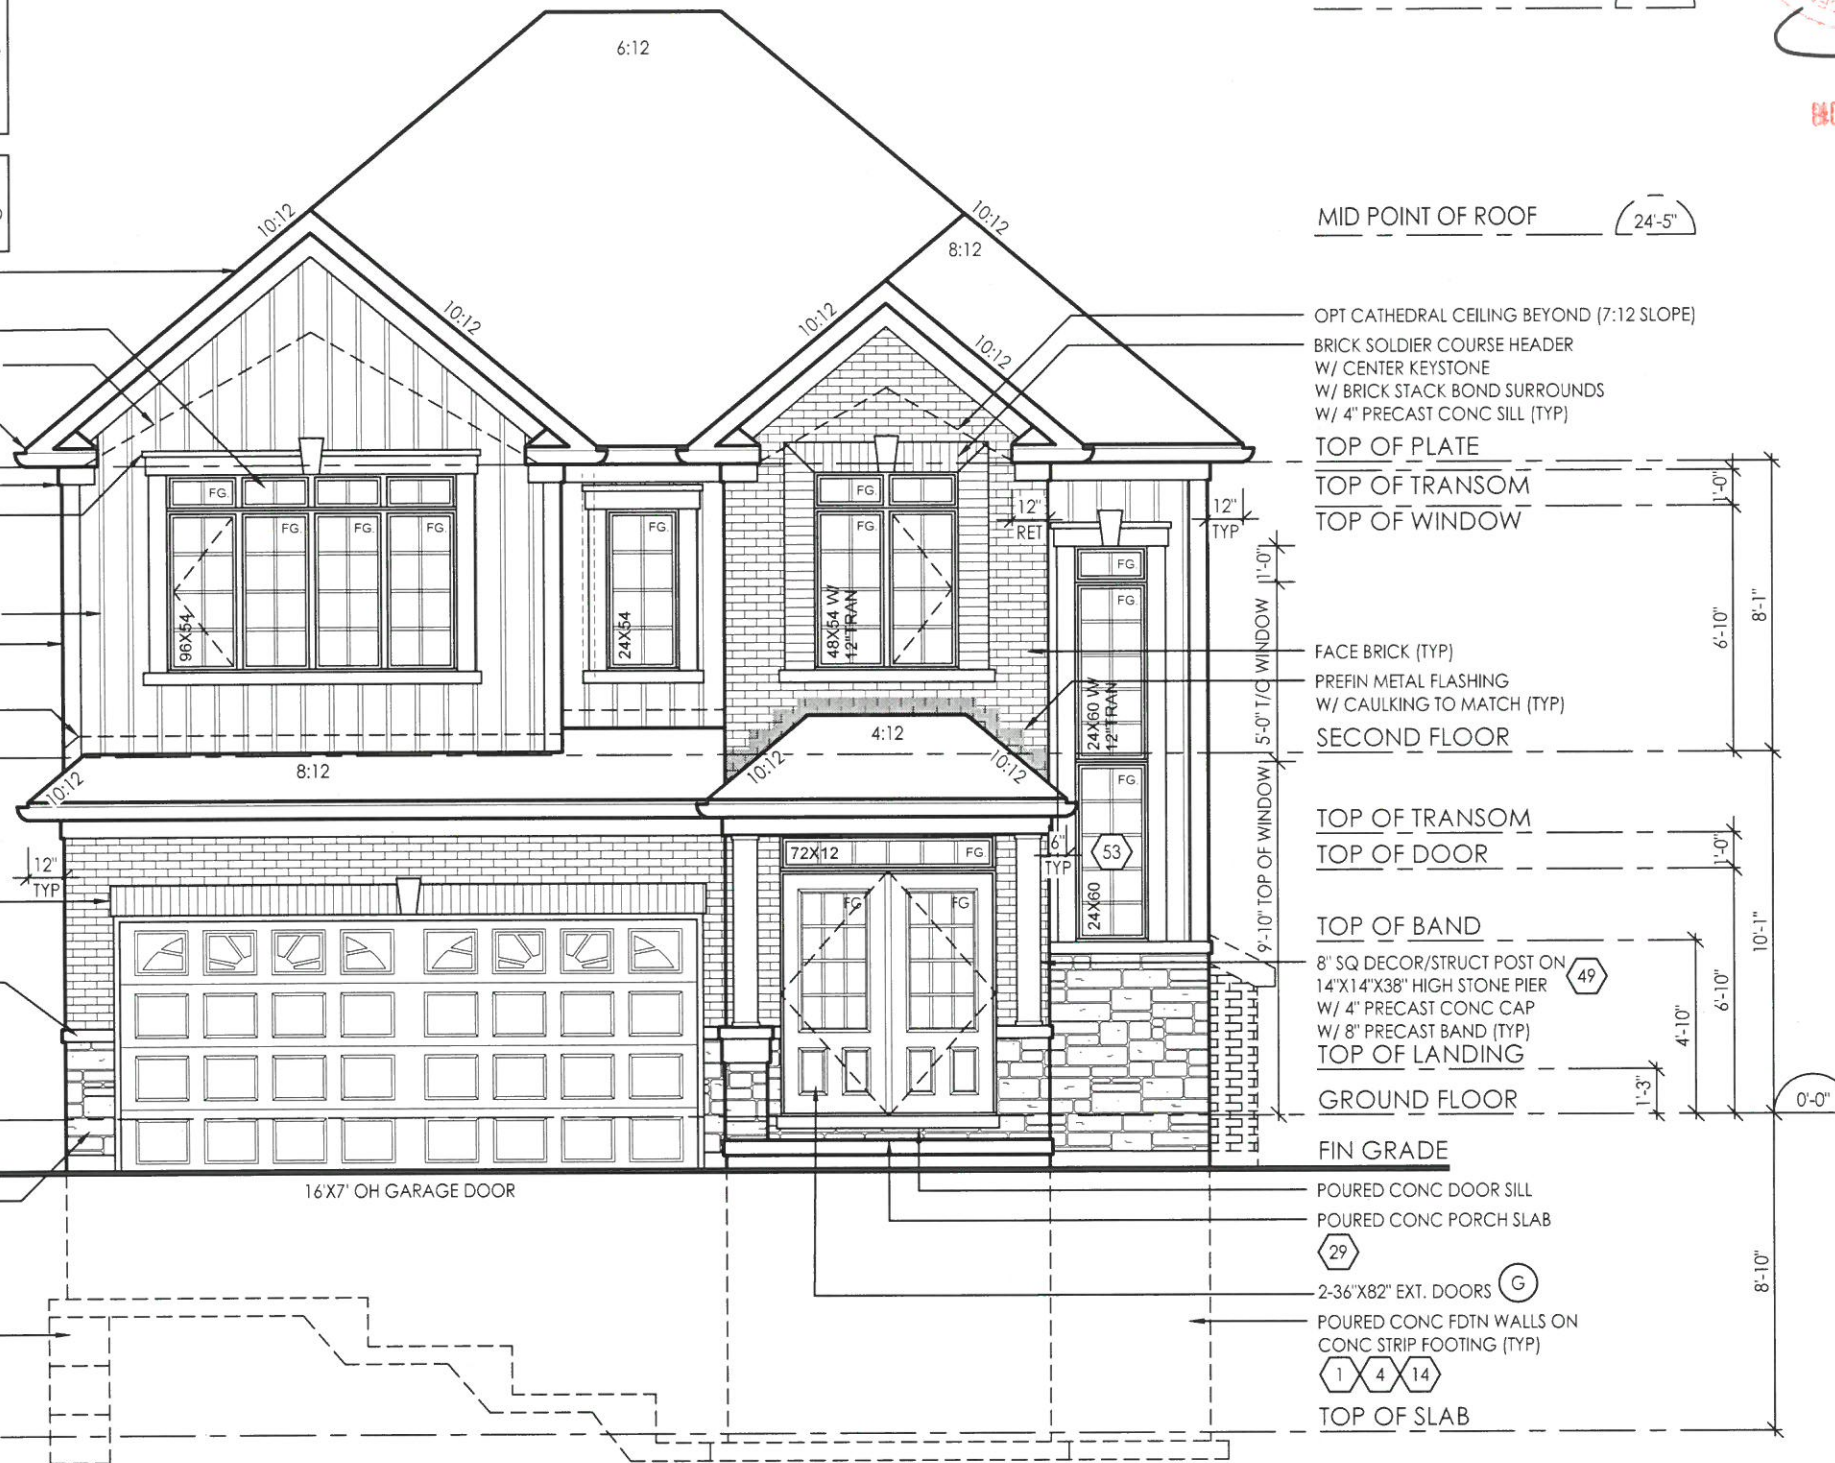 6:12
10:12
10:12
MID POINT OF ROOF
24'-5"
8:12
10:12
10:12
10:12
OPT CATHEDRAL CEILING BEYOND (7:12 SLOPE)
BRICK SOLDIER COURSE HEADER
W/ CENTER KEYSTONE
W/ BRICK STACK BOND SURROUNDS
W/ 4" PRECAST CONC SILL (TYP)
TOP OF PLATE
TOP OF TRANSOM
1'-0"
TOP OF WINDOW
FG.
FG.
FG.
FG.
FG.
FG.
FG.
12"
RET
12"
TYP
FG.
FG.
1'-0"
96X54
24X54
48X54 W/
12"TRAN
5'-0" T/O WINDOW
6'-10"
8'-1"
FACE BRICK (TYP)
PREFIN METAL FLASHING
W/ CAULKING TO MATCH (TYP)
24X60 W/
12"TRAN
SECOND FLOOR
4:12
10:12
10:12
8:12
10:12
FG.
TOP OF TRANSOM
1'-0"
TOP OF DOOR
72X12
FG.
6"
TYP
53
12"
TYP
24X60
9'-10" TOP OF WINDOW
FG
FG
TOP OF BAND
8" SQ DECOR/STRUCT POST ON
14"X14"X38" HIGH STONE PIER
W/ 4" PRECAST CONC CAP
W/ 8" PRECAST BAND (TYP)
49
10'-1"
6'-10"
4'-10"
TOP OF LANDING
1'-3"
GROUND FLOOR
0'-0"
FIN GRADE
16'X7' OH GARAGE DOOR
POURED CONC DOOR SILL
POURED CONC PORCH SLAB
29
2-36"X82" EXT. DOORS
G
8'-10"
POURED CONC FDTN WALLS ON
CONC STRIP FOOTING (TYP)
1 4 14
TOP OF SLAB